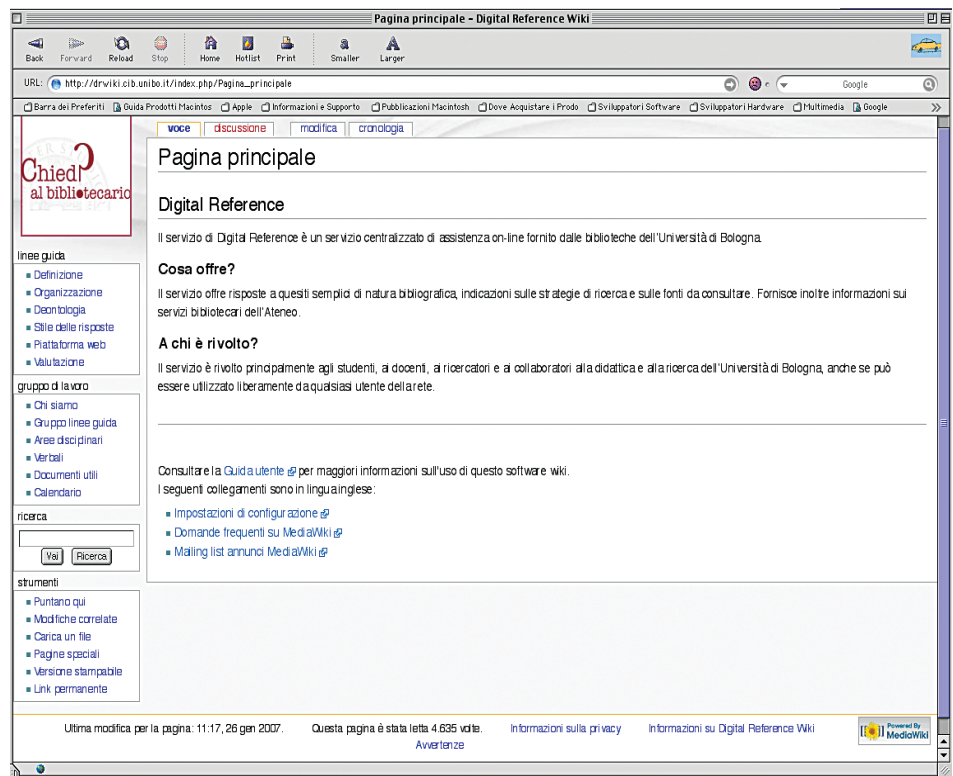 Pagina principale – Digital Reference Wiki
Back Forward Reload Stop Home Hotlist Print Smaller Larger
URL: http://drwiki.cib.unibo.it/index.php/Pagina_principale
Google
Barra dei Preferiti Guida Prodotti Macintos Apple Informazioni e Supporto Pubblicazioni Macintosh Dove Acquistare i Prodo Sviluppatori Software Sviluppatori Hardware Multimedia Google
voce discussione modifica cronologia
Chied?
al bibliotecario
Pagina principale
Digital Reference
Il servizio di Digital Reference è un servizio centralizzato di assistenza on-line fornito dalle biblioteche dell'Università di Bologna.
Cosa offre?
Il servizio offre risposte a quesiti semplici di natura bibliografica, indicazioni sulle strategie di ricerca e sulle fonti da consultare. Fornisce inoltre informazioni sui
servizi bibliotecari dell'Ateneo.
A chi è rivolto?
Il servizio è rivolto principalmente agli studenti, ai docenti, ai ricercatori e ai collaboratori alla didattica e alla ricerca dell'Università di Bologna, anche se può
essere utilizzato liberamente da qualsiasi utente della rete.
Consultare la Guida utente per maggiori informazioni sull'uso di questo software wiki.
I seguenti collegamenti sono in lingua inglese:
Impostazioni di configurazione
Domande frequenti su MediaWiki
Mailing list annunci MediaWiki
linee guida
Definizione
Organizzazione
Deontologia
Stile delle risposte
Piattaforma web
Valutazione
gruppo di lavoro
Chi siamo
Gruppo linee guida
Aree disciplinari
Verbali
Documenti utili
Calendario
ricerca
Vai Ricerca
strumenti
Puntano qui
Modifiche correlate
Carica un file
Pagine speciali
Versione stampabile
Link permanente
Ultima modifica per la pagina: 11:17, 26 gen 2007. Questa pagina è stata letta 4.635 volte. Informazioni sulla privacy Informazioni su Digital Reference Wiki
Avvertenze
Powered By
MediaWiki